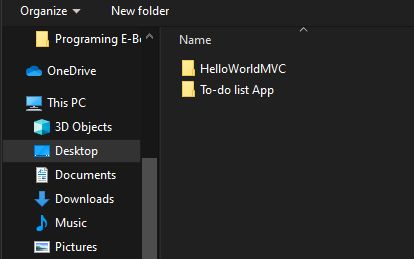 Organize New folder
Programing E-B
OneDrive
This PC
3D Objects
Desktop
Documents
Downloads
Music
Pictures
Name
HelloWorldMVC
To-do list App